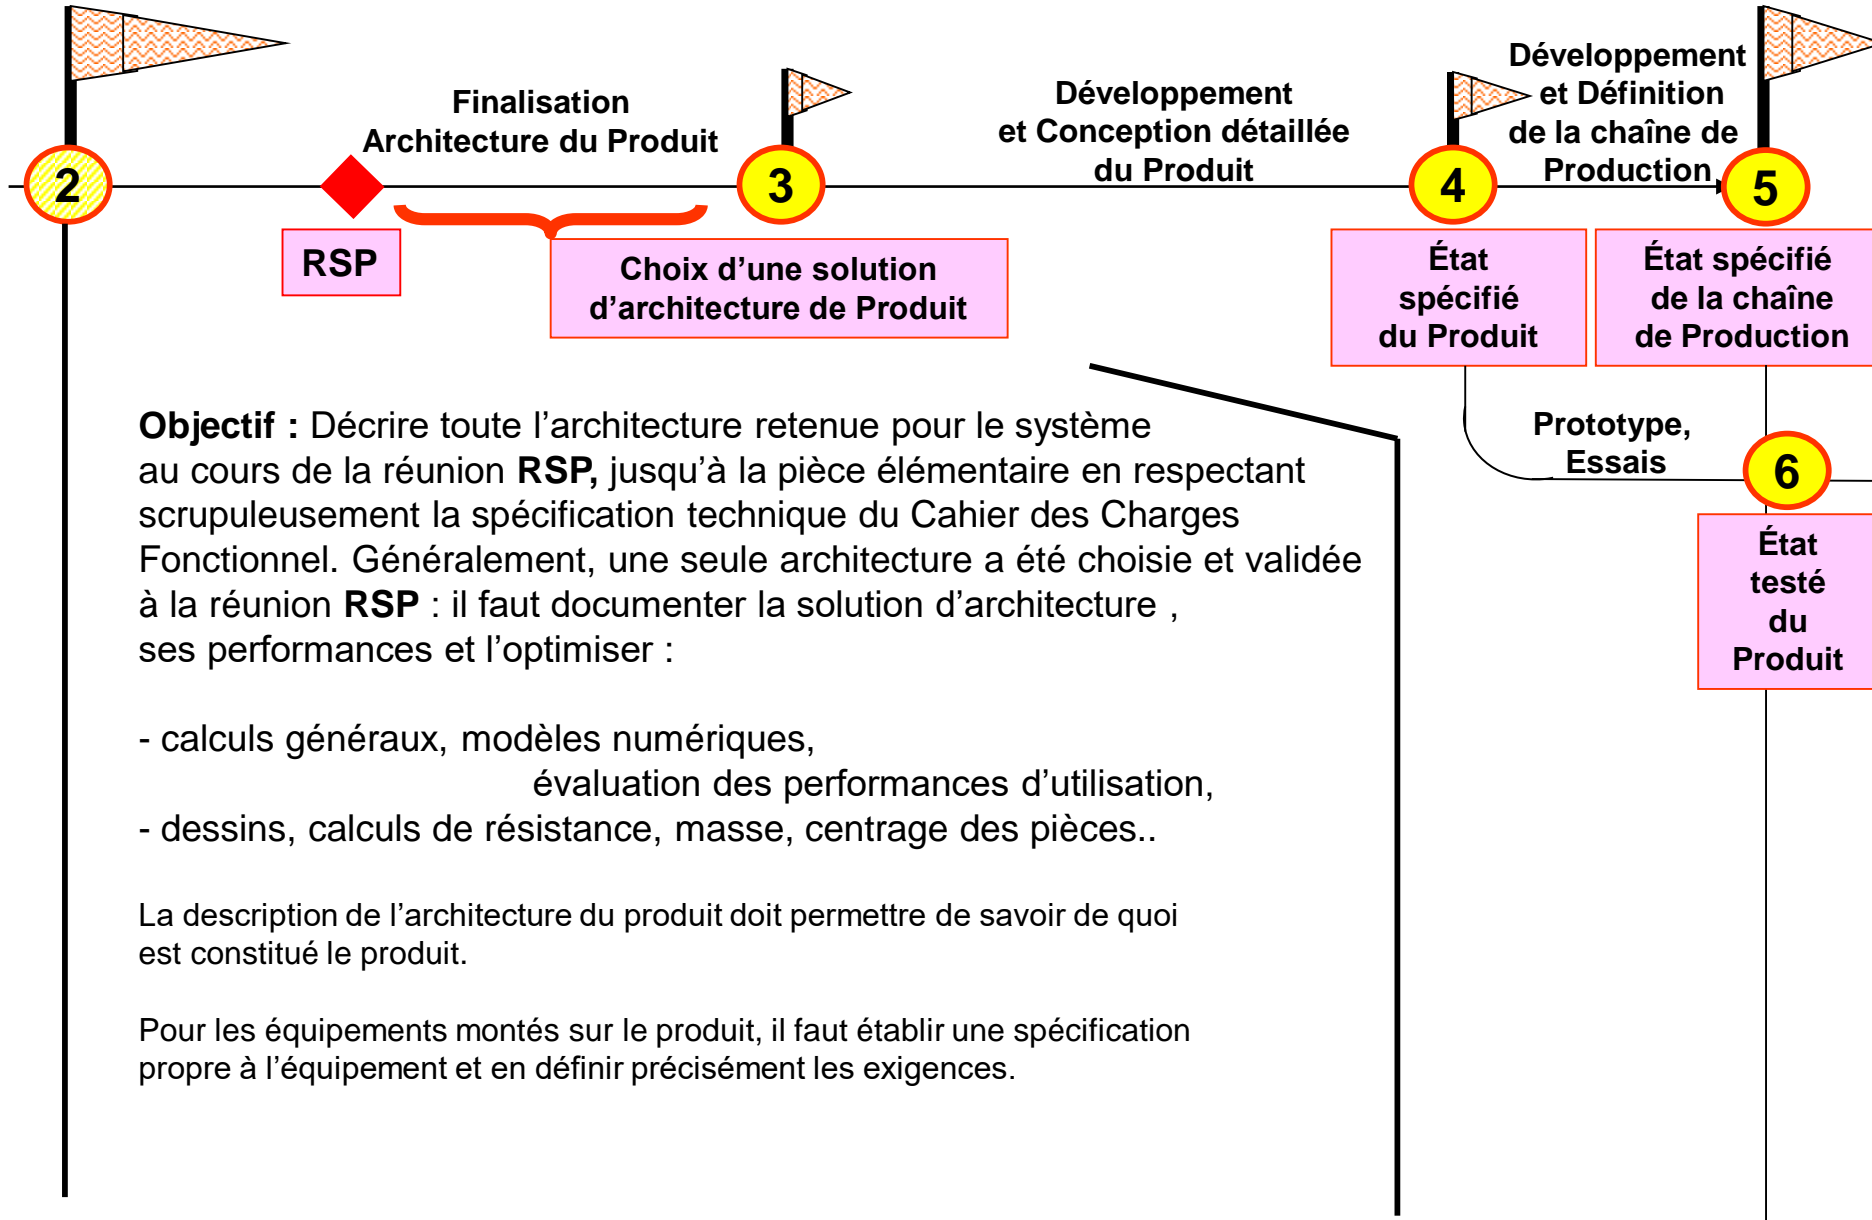 Finalisation
Architecture du Produit
Développement
et Conception détaillée
du Produit
Développement
et Définition
de la chaîne de
Production
2
3
4
5
RSP
Choix d’une solution
d’architecture de Produit
État
spécifié
du Produit
État spécifié
de la chaîne
de Production
Prototype,
Essais
6
État
testé
du
Produit
Objectif : Décrire toute l’architecture retenue pour le système
au cours de la réunion RSP, jusqu’à la pièce élémentaire en respectant
scrupuleusement la spécification technique du Cahier des Charges
Fonctionnel. Généralement, une seule architecture a été choisie et validée
à la réunion RSP : il faut documenter la solution d’architecture ,
ses performances et l’optimiser :
- calculs généraux, modèles numériques,
évaluation des performances d’utilisation,
- dessins, calculs de résistance, masse, centrage des pièces..
La description de l’architecture du produit doit permettre de savoir de quoi
est constitué le produit.
Pour les équipements montés sur le produit, il faut établir une spécification
propre à l’équipement et en définir précisément les exigences.